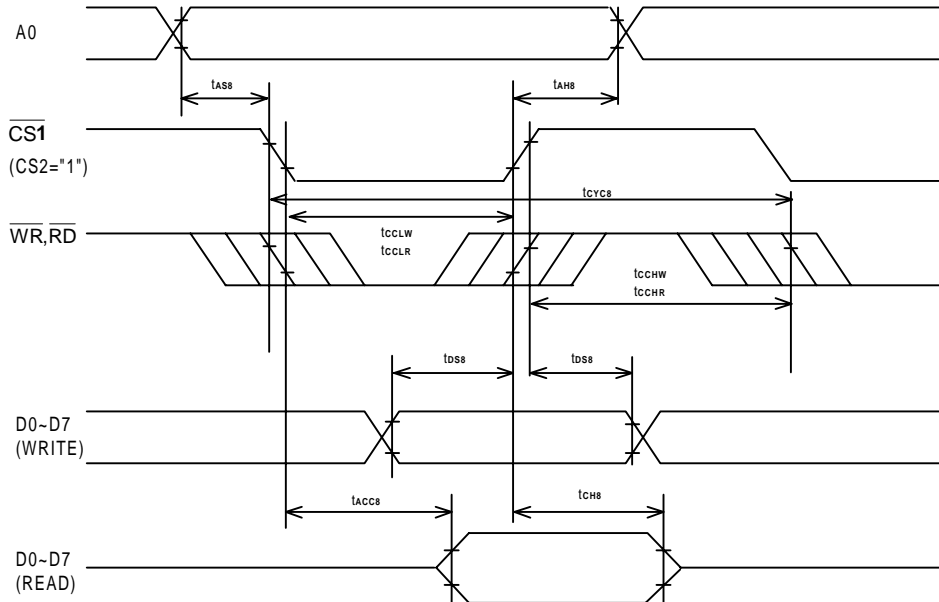 A0
tAS8 tAH8
CS1
(CS2="1")
tCYC8
WR,RD
tCCLW
tCCLR
tCCHW
tCCHR
tDS8 tDS8
D0~D7
(WRITE)
tACC8 tCH8
D0~D7
(READ)